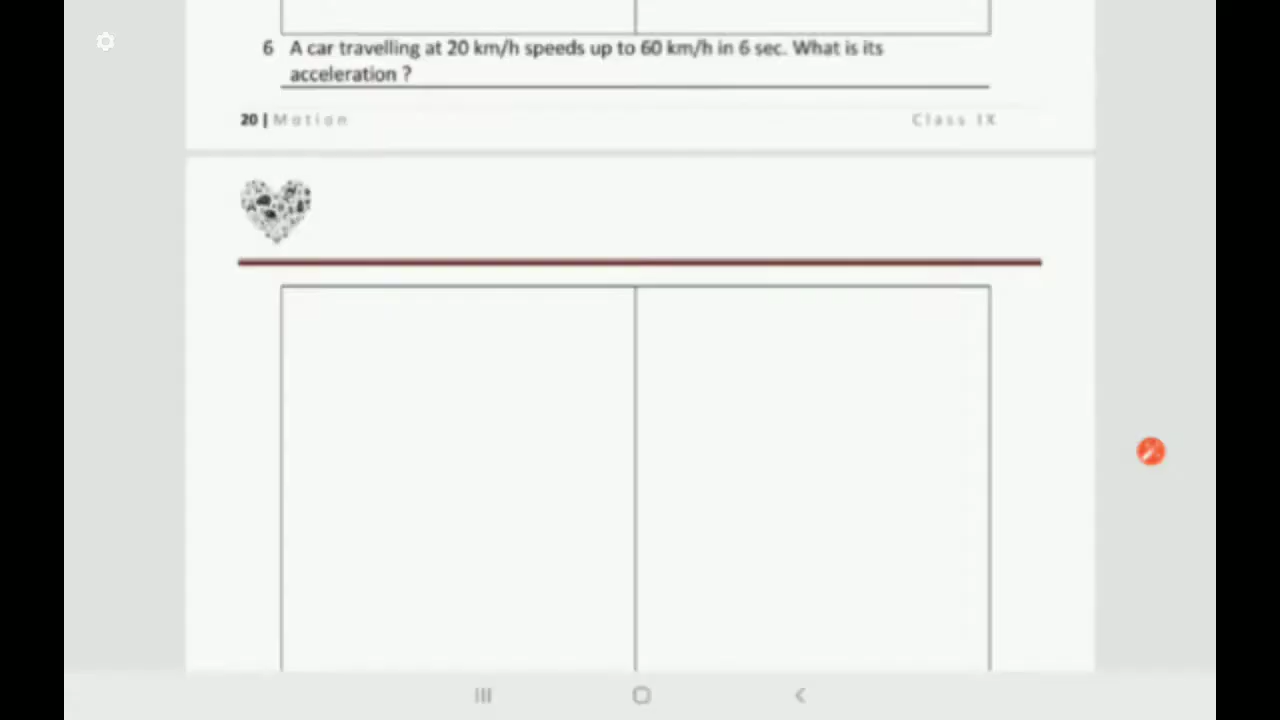 6 A car travelling at 20 km/h speeds up to 60 km/h in 6 sec. What is its
acceleration ?
20 | Motion Class IX